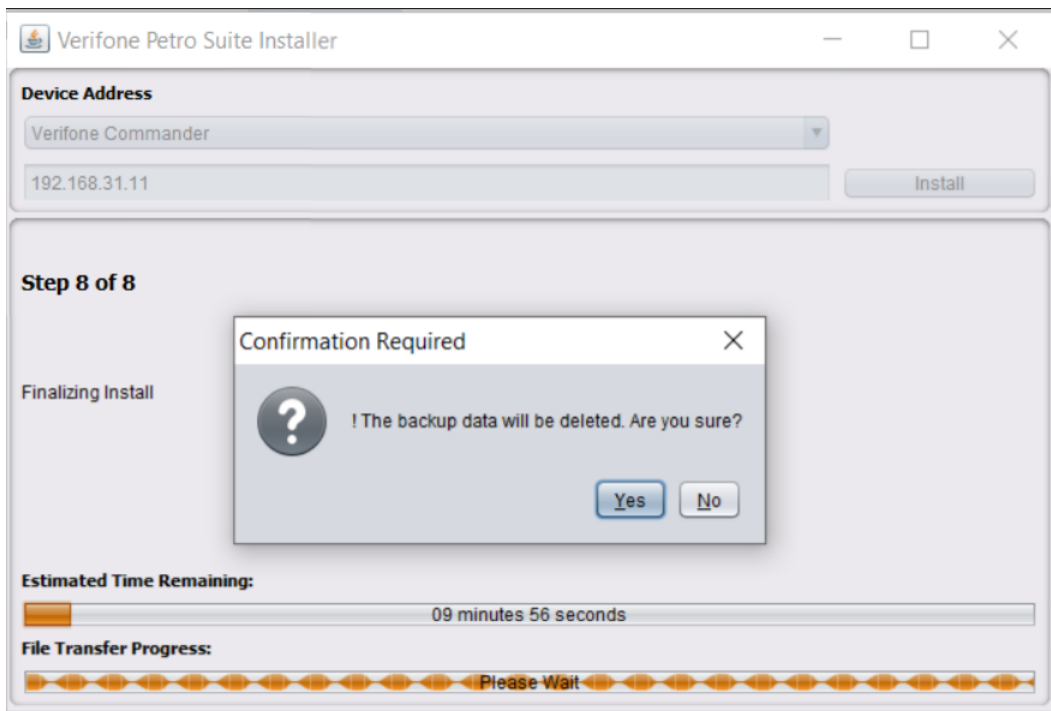 Verifone Petro Suite Installer
Device Address
Verifone Commander
192.168.31.11
Install
Step 8 of 8
Confirmation Required
Finalizing Install
! The backup data will be deleted. Are you sure?
Yes
No
Estimated Time Remaining:
09 minutes 56 seconds
File Transfer Progress:
Please Wait